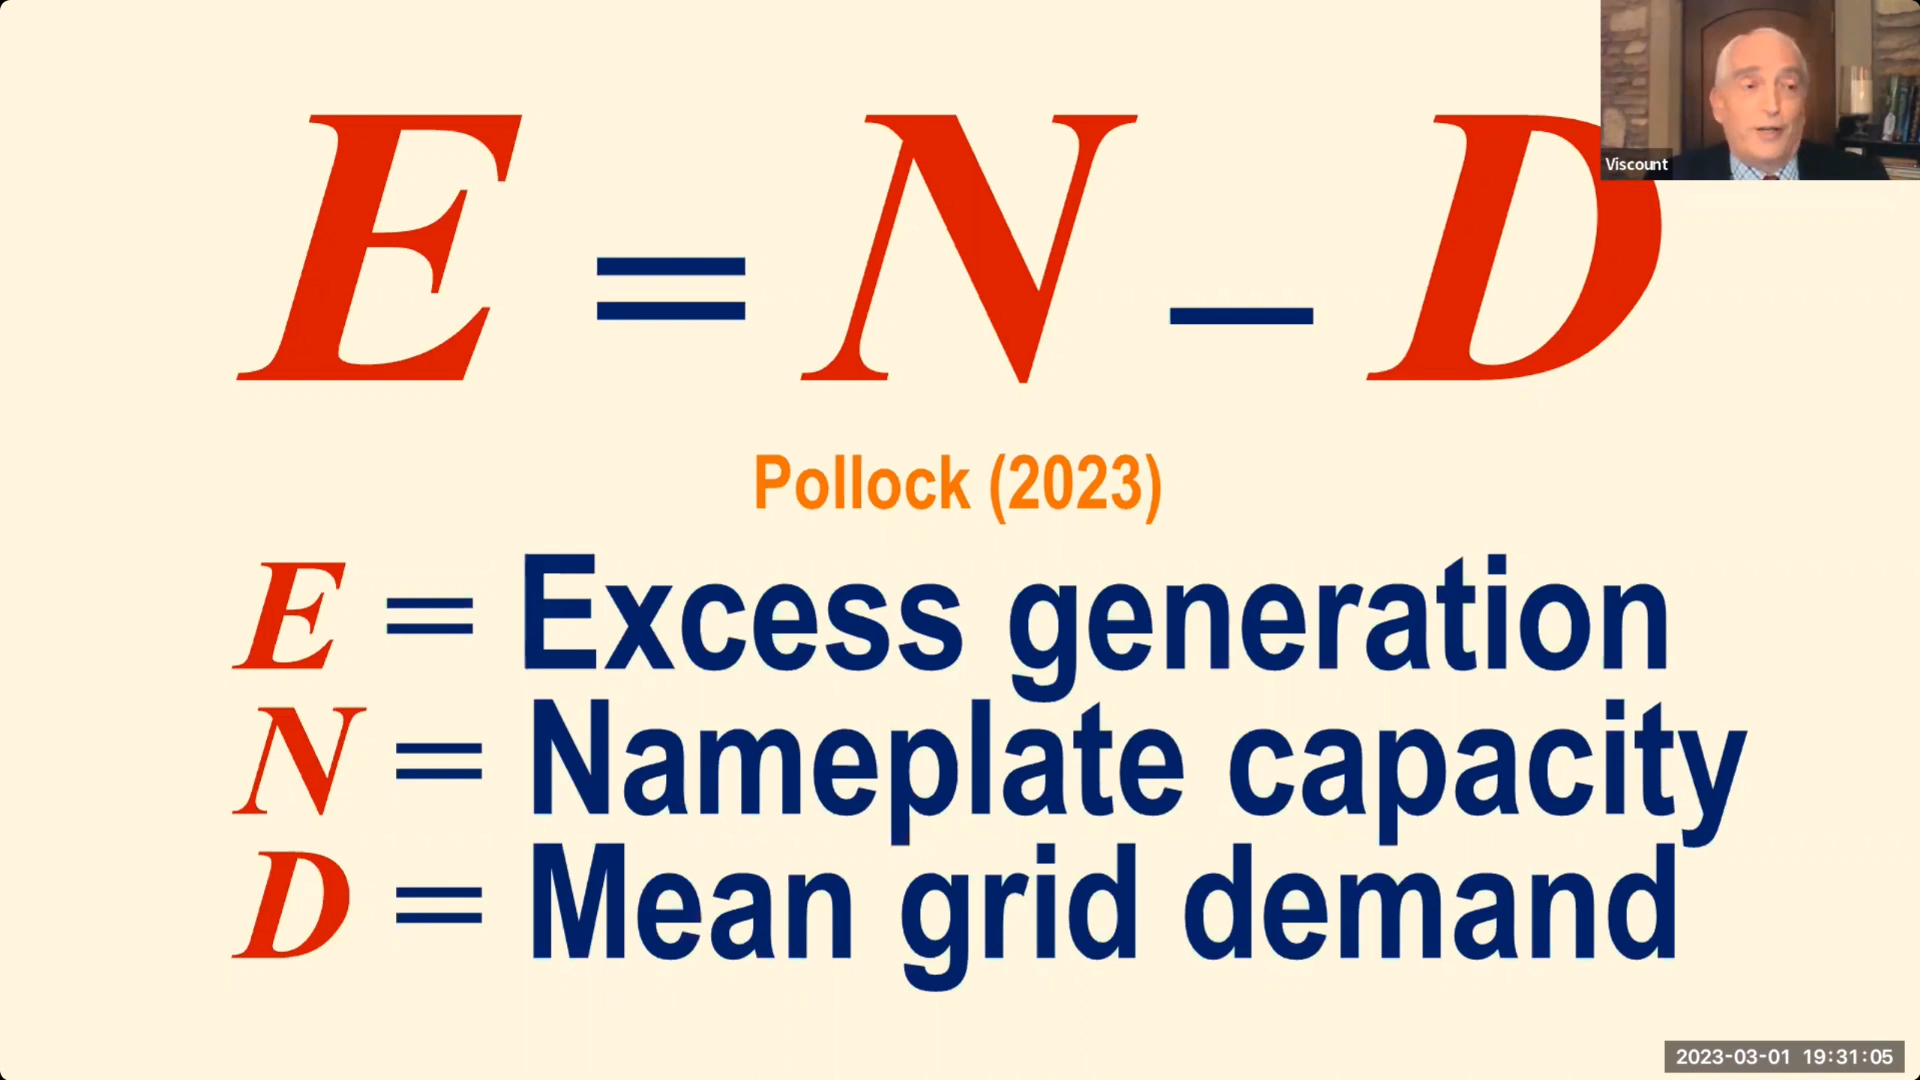 E = N – D
Viscount
Pollock (2023)
E = Excess generation
N = Nameplate capacity
D = Mean grid demand
2023-03-01 19:31:05